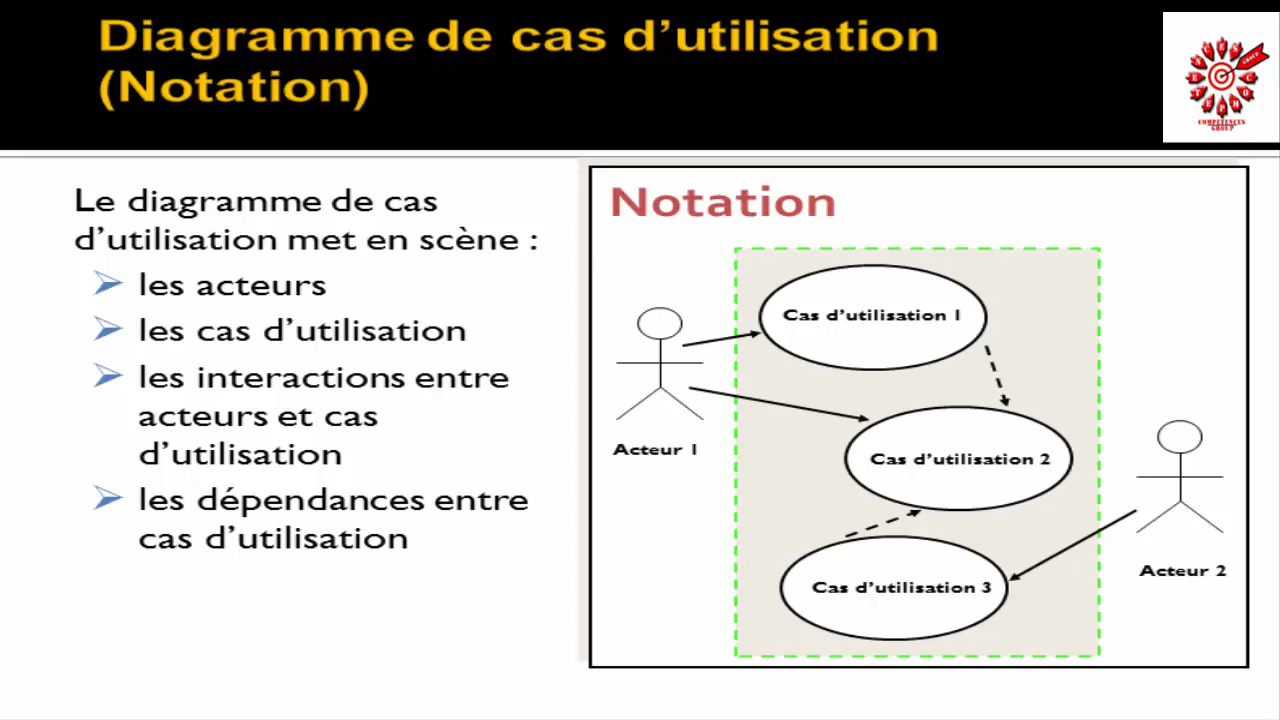 Diagramme de cas d’utilisation
(Notation)
COMPETENCES
GROUP
Le diagramme de cas
d’utilisation met en scène :
les acteurs
les cas d’utilisation
les interactions entre
acteurs et cas
d’utilisation
les dépendances entre
cas d’utilisation
Notation
Cas d’utilisation 1
Acteur 1
Cas d’utilisation 2
Acteur 2
Cas d’utilisation 3